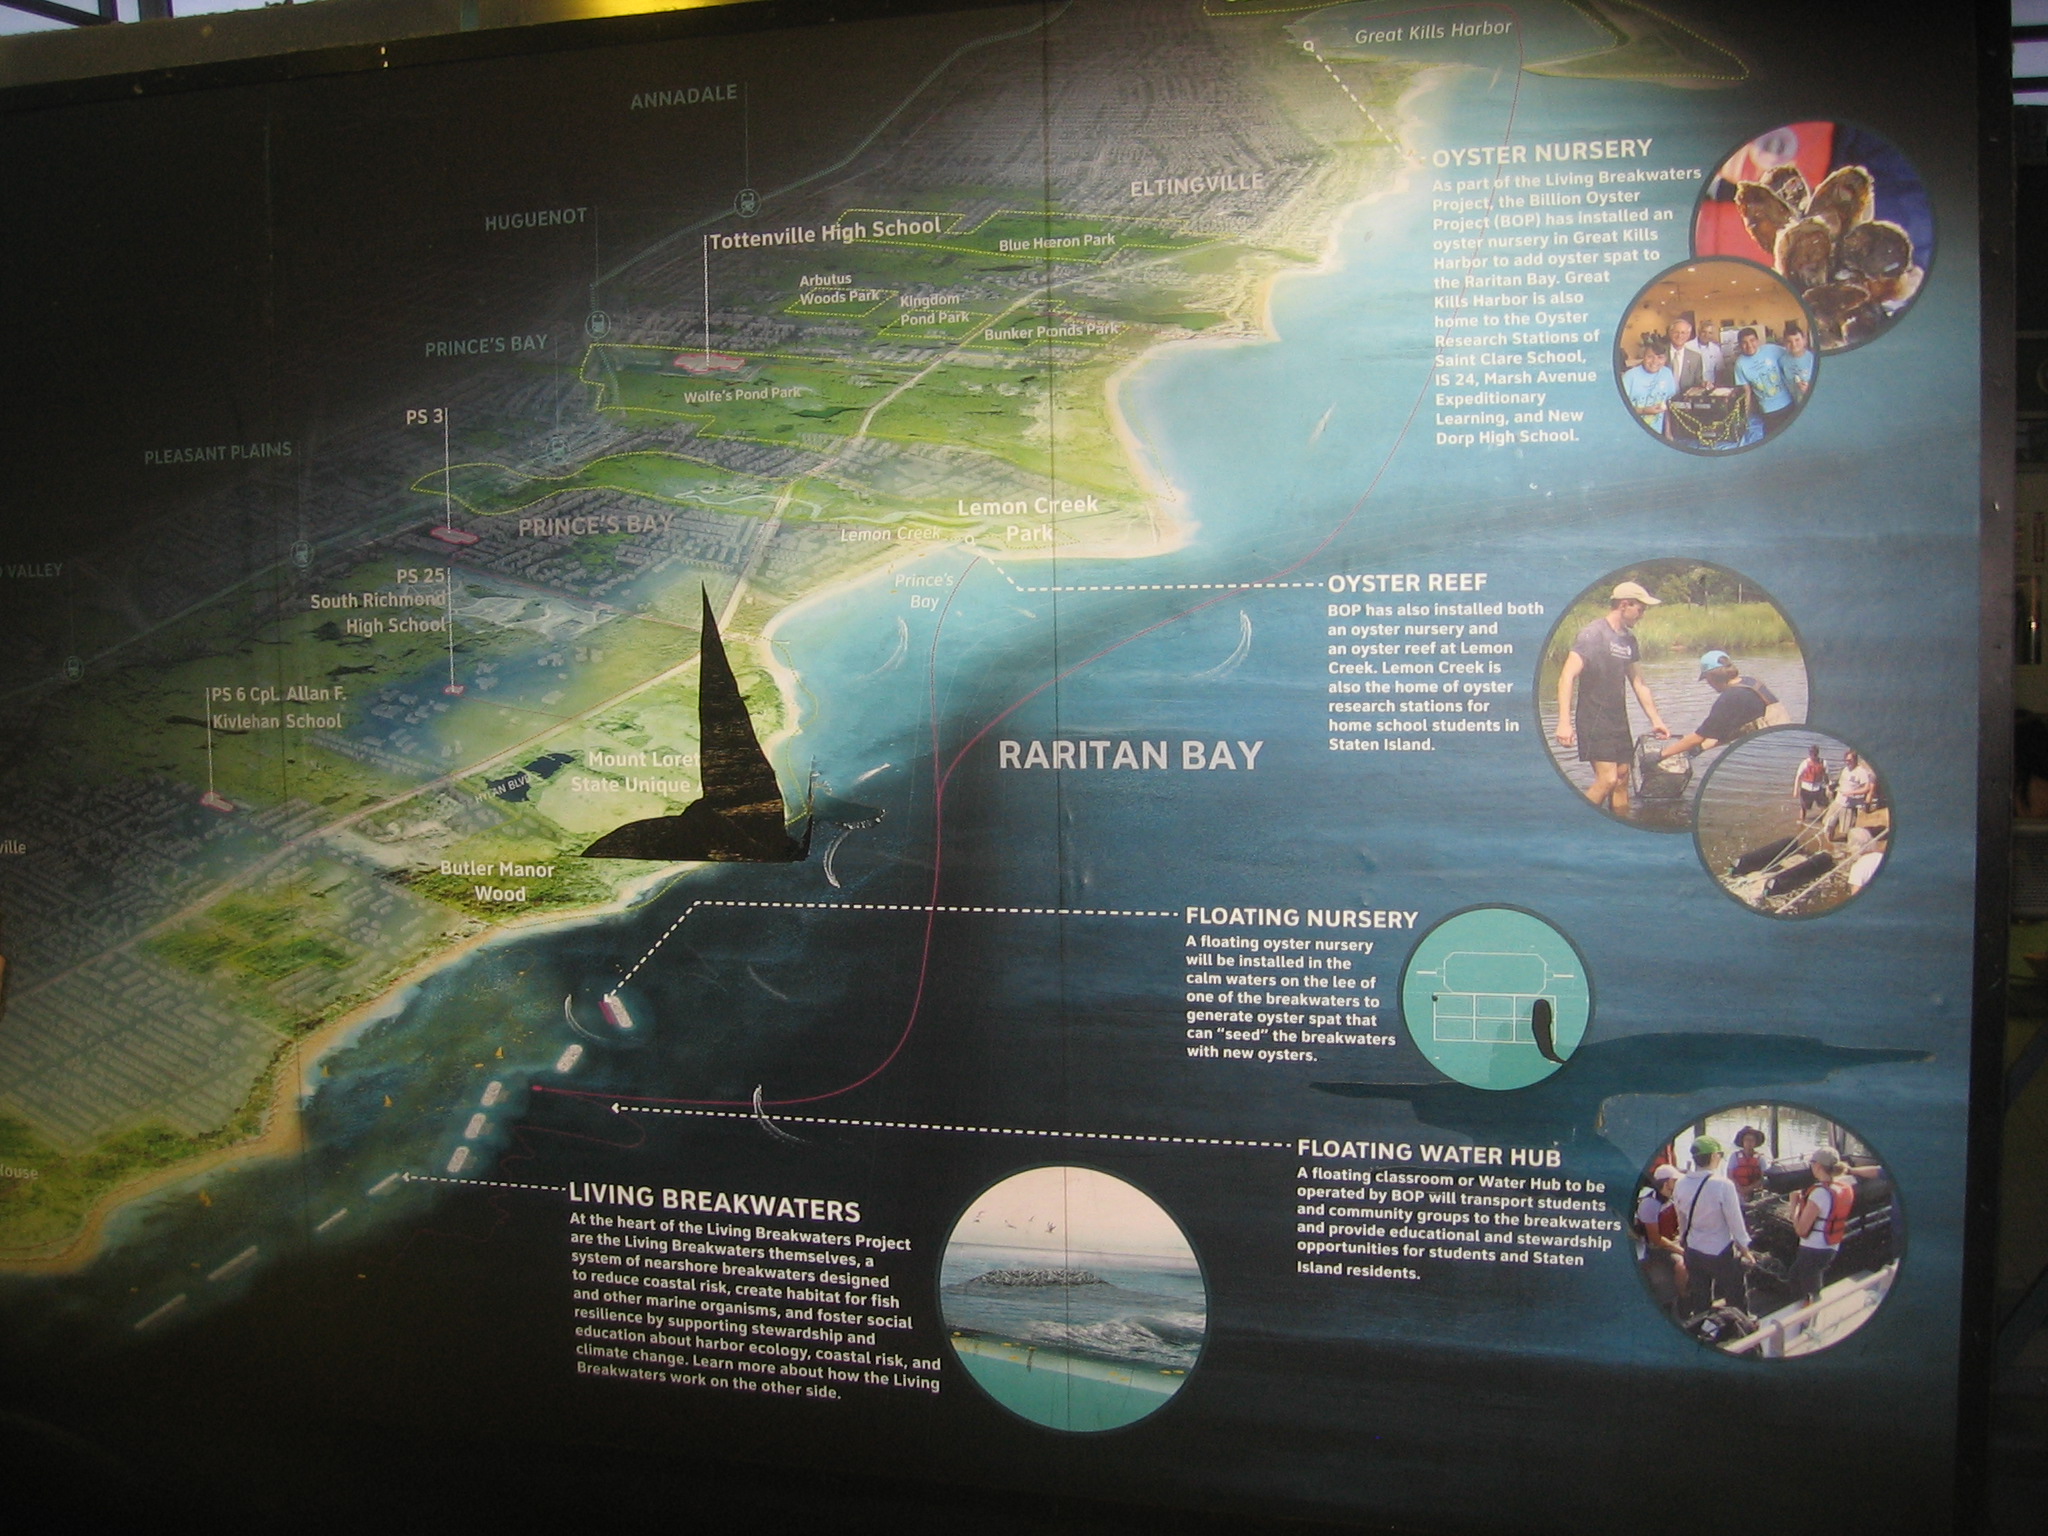 Great Kills Harbor
ANNADALE
OYSTER NURSERY
As part of the Living Breakwaters
Project, the Billion Oyster
Project (BOP) has installed an
oyster nursery in Great Kills
Harbor to add oyster spat to
the Raritan Bay. Great
Kills Harbor is also
home to the Oyster
Research Stations of
Saint Clare School,
IS 24, Marsh Avenue
Expeditionary
Learning, and New
Dorp High School.
ELTINGVILLE
HUGUENOT
Tottenville High School
Blue Heron Park
Arbutus
Woods Park
Kingdom
Pond Park
Bunker Ponds Park
PRINCE'S BAY
Wolfe's Pond Park
PS 3
PLEASANT PLAINS
Lemon Creek
Park
PRINCE'S BAY
Lemon Creek
VALLEY
PS 25
South Richmond
High School
Prince's
Bay
OYSTER REEF
BOP has also installed both
an oyster nursery and
an oyster reef at Lemon
Creek. Lemon Creek is
also the home of oyster
research stations for
home school students in
Staten Island.
PS 6 Cpl. Allan F.
Kivlehan School
RARITAN BAY
Mount Loret
State Unique
HYLAN BLVD
ville
Butler Manor
Wood
FLOATING NURSERY
A floating oyster nursery
will be installed in the
calm waters on the lee of
one of the breakwaters to
generate oyster spat that
can "seed" the breakwaters
with new oysters.
FLOATING WATER HUB
A floating classroom or Water Hub to be
operated by BOP will transport students
and community groups to the breakwaters
and provide educational and stewardship
opportunities for students and Staten
Island residents.
louse
LIVING BREAKWATERS
At the heart of the Living Breakwaters Project
are the Living Breakwaters themselves, a
system of nearshore breakwaters designed
to reduce coastal risk, create habitat for fish
and other marine organisms, and foster social
resilience by supporting stewardship and
education about harbor ecology, coastal risk, and
climate change. Learn more about how the Living
Breakwaters work on the other side.